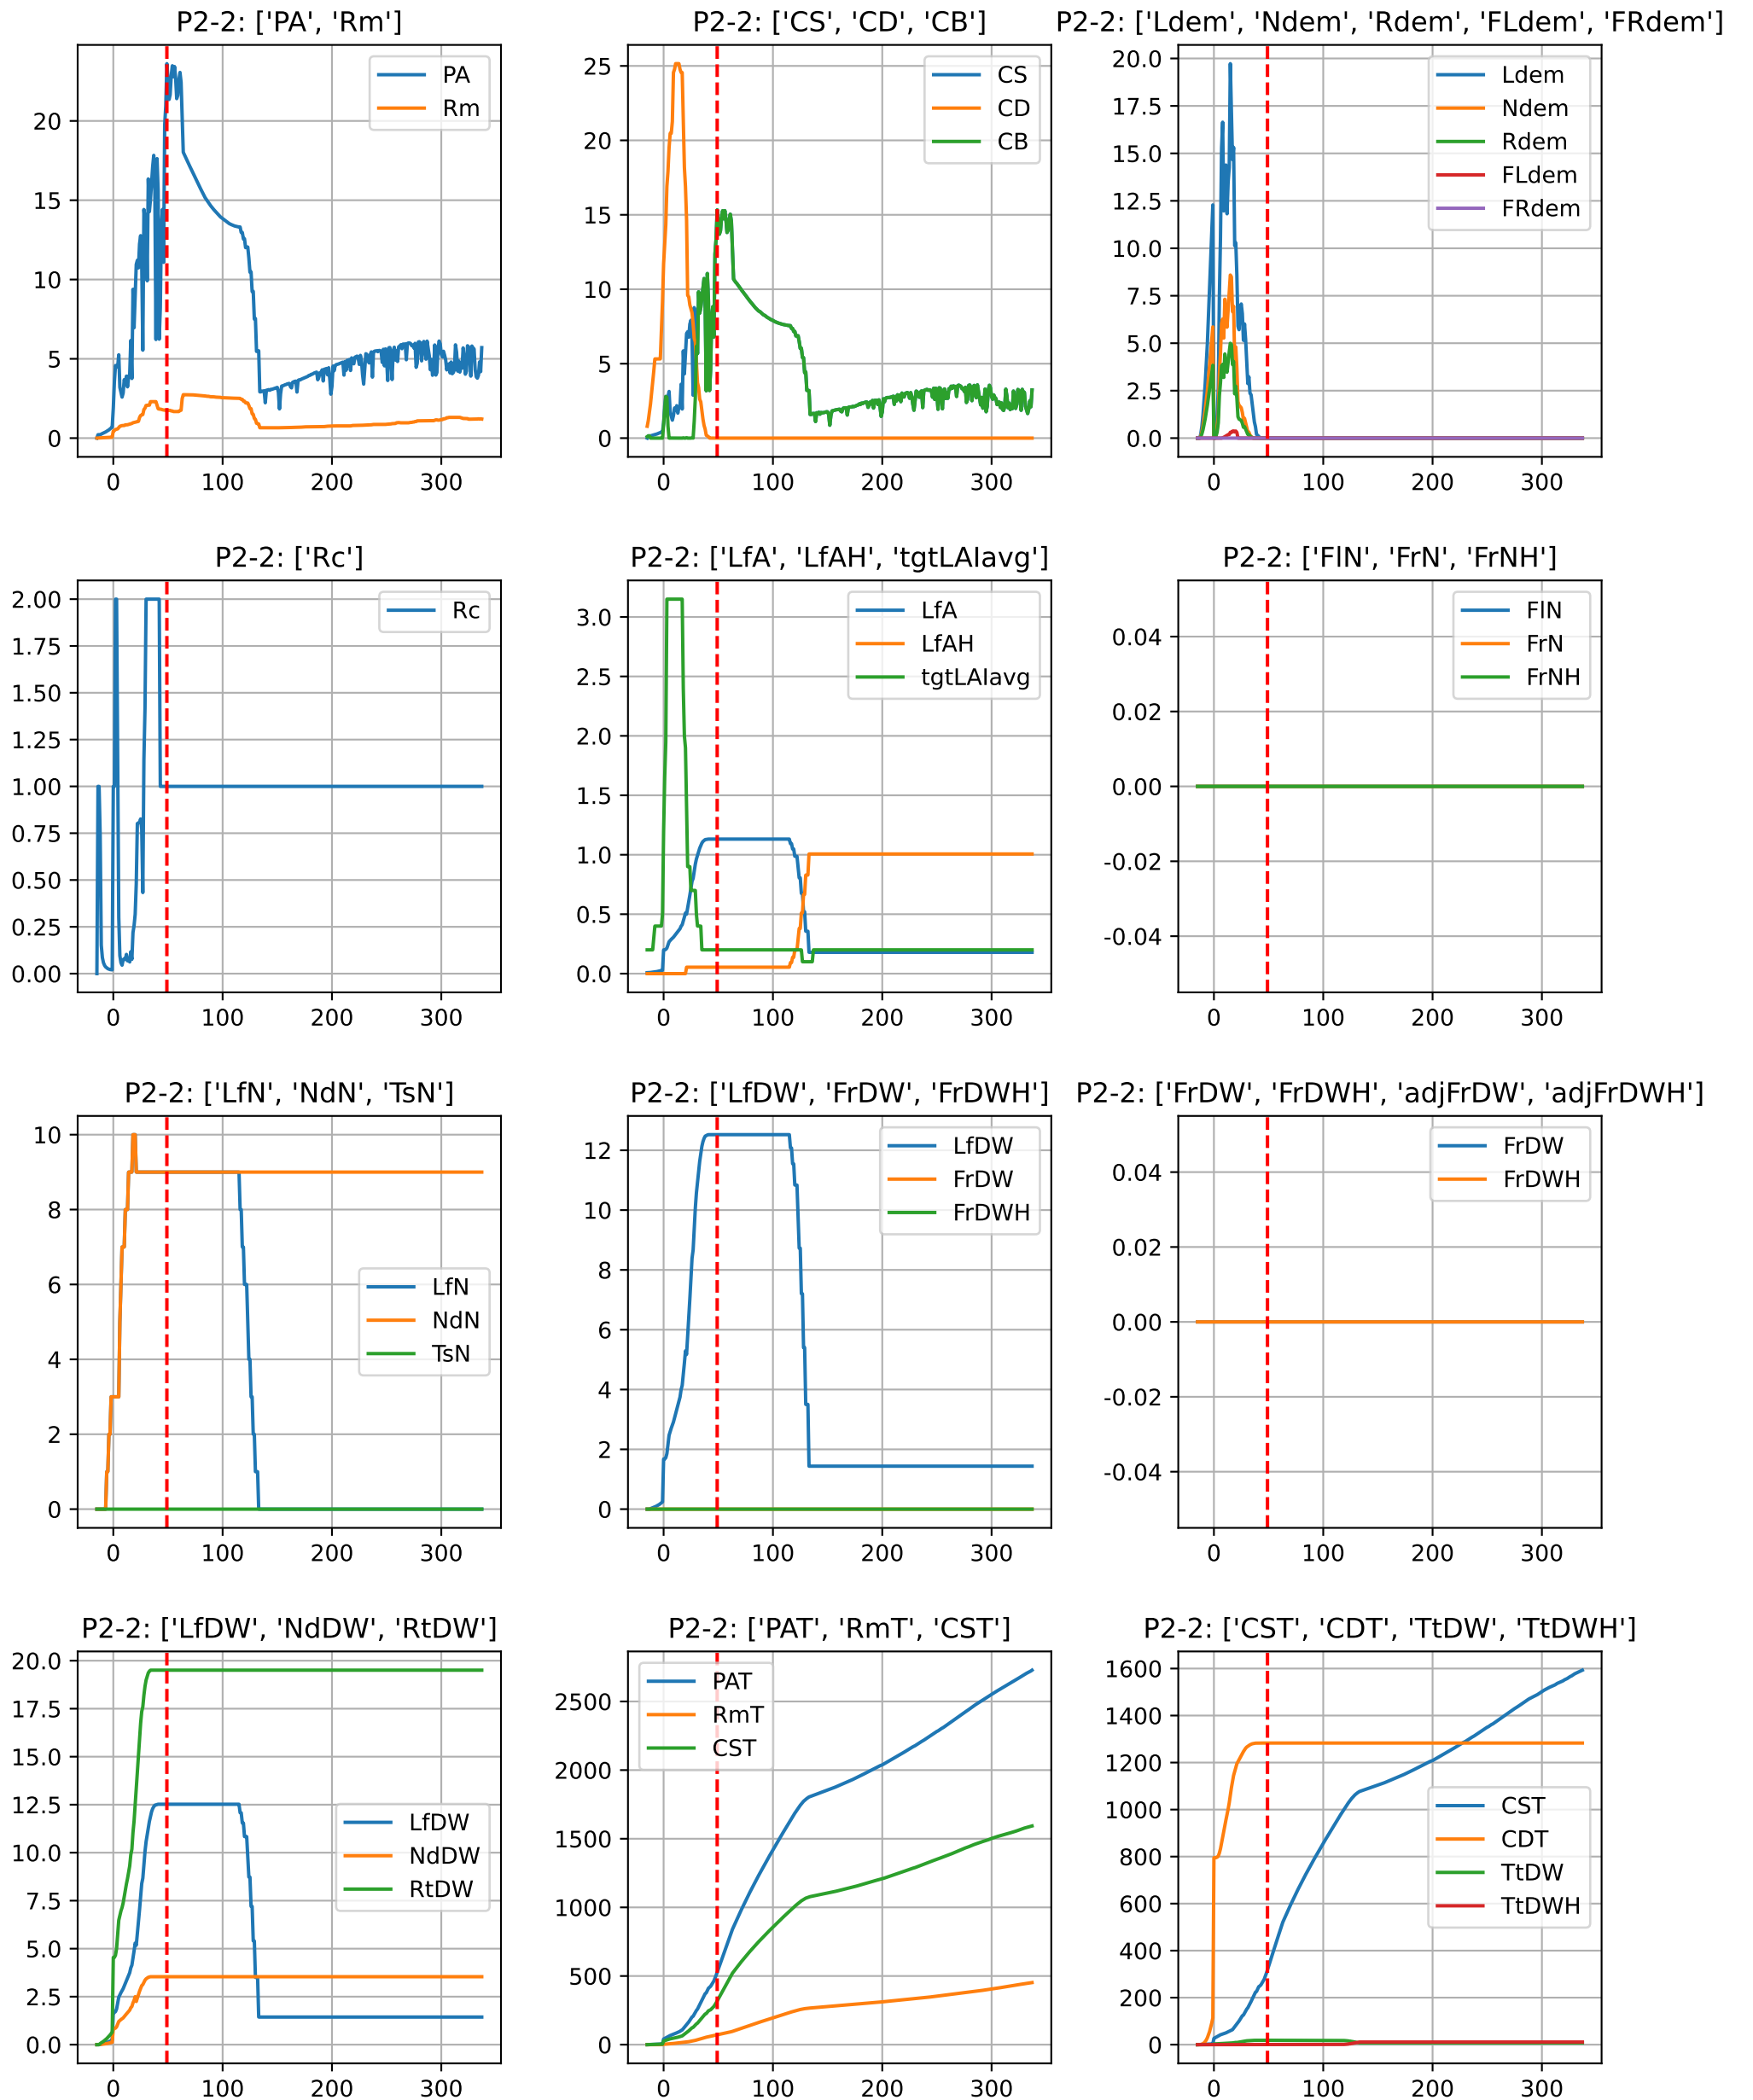 P2-2: ['PA', 'Rm']
PA
Rm
20
15
10
5
0
0 100 200 300
P2-2: ['CS', 'CD', 'CB']
CS
CD
CB
25
20
15
10
5
0
0 100 200 300
P2-2: ['Ldem', 'Ndem', 'Rdem', 'FLdem', 'FRdem']
Ldem
Ndem
Rdem
FLdem
FRdem
20.0
17.5
15.0
12.5
10.0
7.5
5.0
2.5
0.0
0 100 200 300
P2-2: ['Rc']
Rc
2.00
1.75
1.50
1.25
1.00
0.75
0.50
0.25
0.00
0 100 200 300
P2-2: ['LfA', 'LfAH', 'tgtLAIavg']
LfA
LfAH
tgtLAIavg
3.0
2.5
2.0
1.5
1.0
0.5
0.0
0 100 200 300
P2-2: ['FlN', 'FrN', 'FrNH']
FlN
FrN
FrNH
0.04
0.02
0.00
-0.02
-0.04
0 100 200 300
P2-2: ['LfN', 'NdN', 'TsN']
LfN
NdN
TsN
10
8
6
4
2
0
0 100 200 300
P2-2: ['LfDW', 'FrDW', 'FrDWH']
LfDW
FrDW
FrDWH
12
10
8
6
4
2
0
0 100 200 300
P2-2: ['FrDW', 'FrDWH', 'adjFrDW', 'adjFrDWH']
FrDW
FrDWH
0.04
0.02
0.00
-0.02
-0.04
0 100 200 300
P2-2: ['LfDW', 'NdDW', 'RtDW']
LfDW
NdDW
RtDW
20.0
17.5
15.0
12.5
10.0
7.5
5.0
2.5
0.0
0 100 200 300
P2-2: ['PAT', 'RmT', 'CST']
PAT
RmT
CST
2500
2000
1500
1000
500
0
0 100 200 300
P2-2: ['CST', 'CDT', 'TtDW', 'TtDWH']
CST
CDT
TtDW
TtDWH
1600
1400
1200
1000
800
600
400
200
0
0 100 200 300